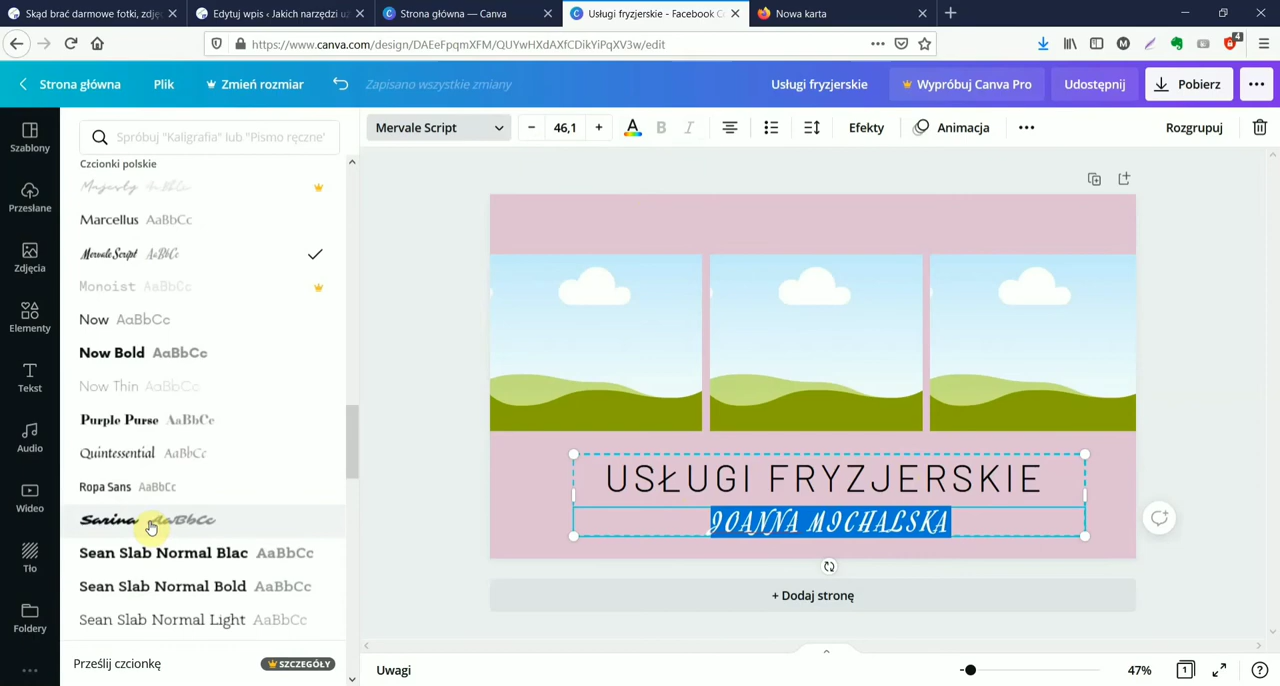 Skąd brać darmowe fotki, zdję
Edytuj wpis ‹ Jakich narzędzi u
Strona główna — Canva
Usługi fryzjerskie - Facebook C
Nowa karta
https://www.canva.com/design/DAEeFpqmXFM/QUYwHXdAXfCDikYiPqXV3w/edit
4
Strona główna
Plik
Zmień rozmiar
Zapisano wszystkie zmiany
Usługi fryzjerskie
Wypróbuj Canva Pro
Udostępnij
Pobierz
Szablony
Przesłane
Zdjęcia
Elementy
Tekst
Audio
Wideo
Tło
Foldery
Spróbuj "Kaligrafia" lub "Pismo ręczne"
Czcionki polskie
Majesty AaBbCc
Marcellus AaBbCc
Mervale Script AaBbCc
Monoist AaBbCc
Now AaBbCc
Now Bold AaBbCc
Now Thin AaBbCc
Purple Purse AaBbCc
Quintessential AaBbCc
Ropa Sans AaBbCc
Sarina AaBbCc
Sean Slab Normal Blac AaBbCc
Sean Slab Normal Bold AaBbCc
Sean Slab Normal Light AaBbCc
Prześlij czcionkę
SZCZEGÓŁY
Mervale Script
46,1
A
B
I
Efekty
Animacja
Rozgrupuj
USŁUGI FRYZJERSKIE
JOANNA MICHALSKA
+ Dodaj stronę
Uwagi
47%
1